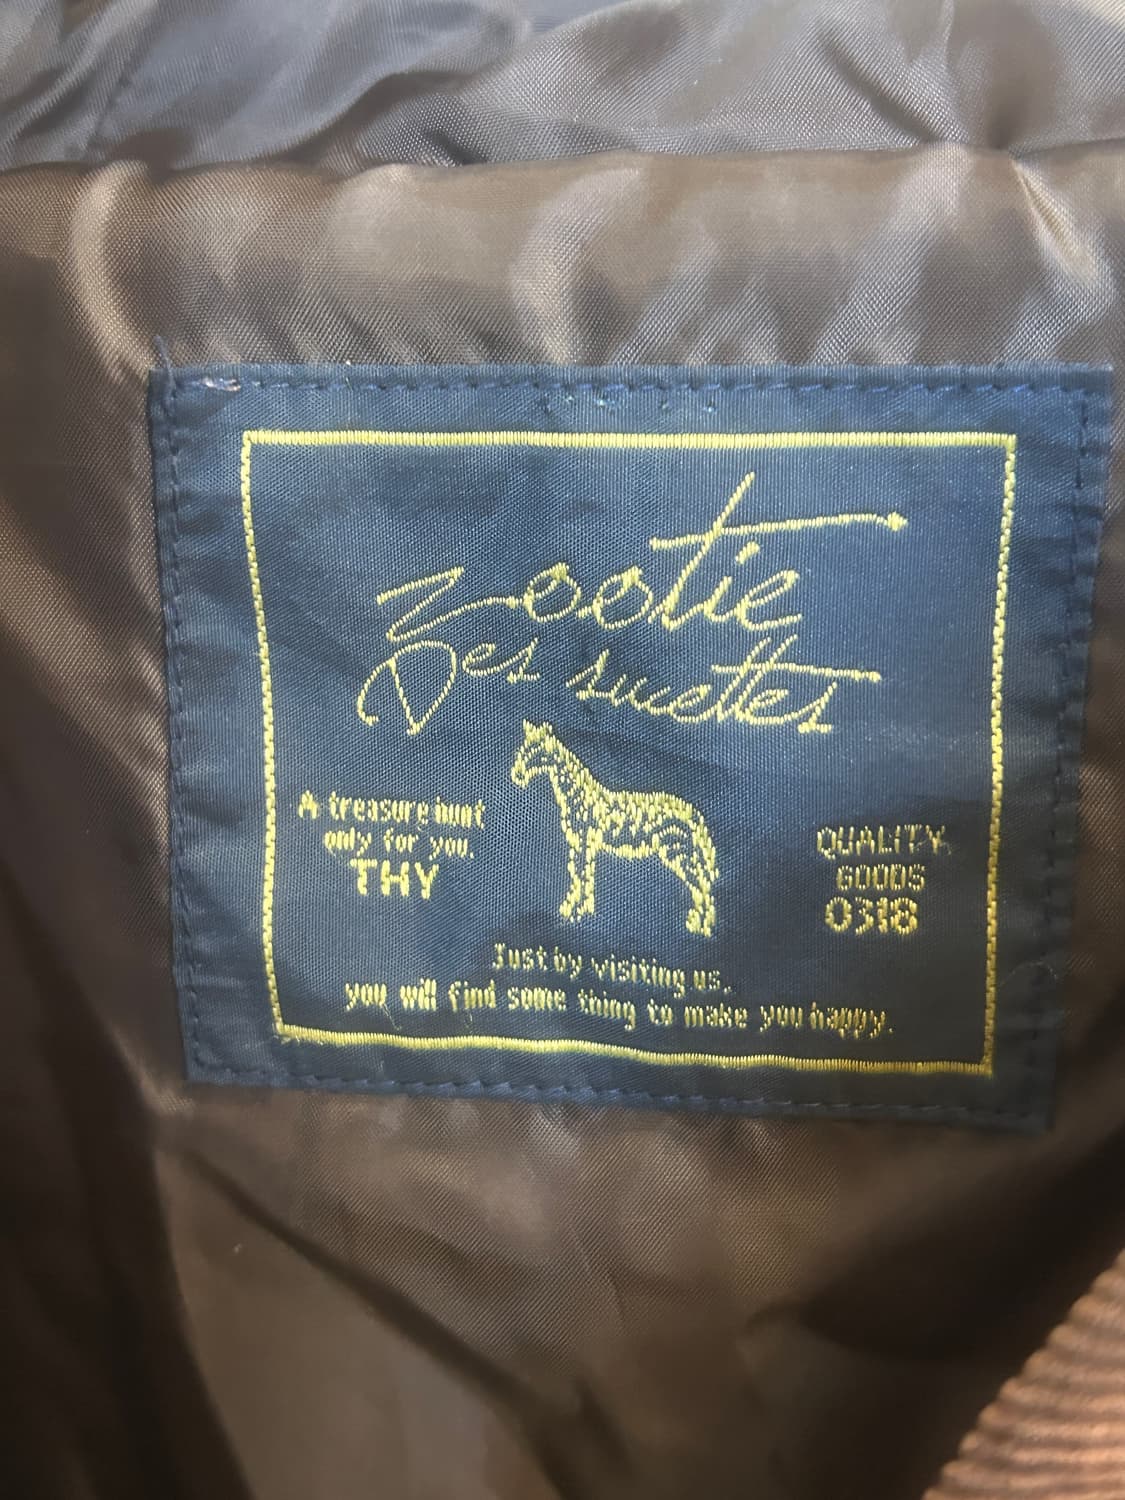 Zootie
Des sucettes
A treasure hunt
only for you.
THY
QUALITY
GOODS
0318
Just by visiting us,
you will find some thing to make you happy.